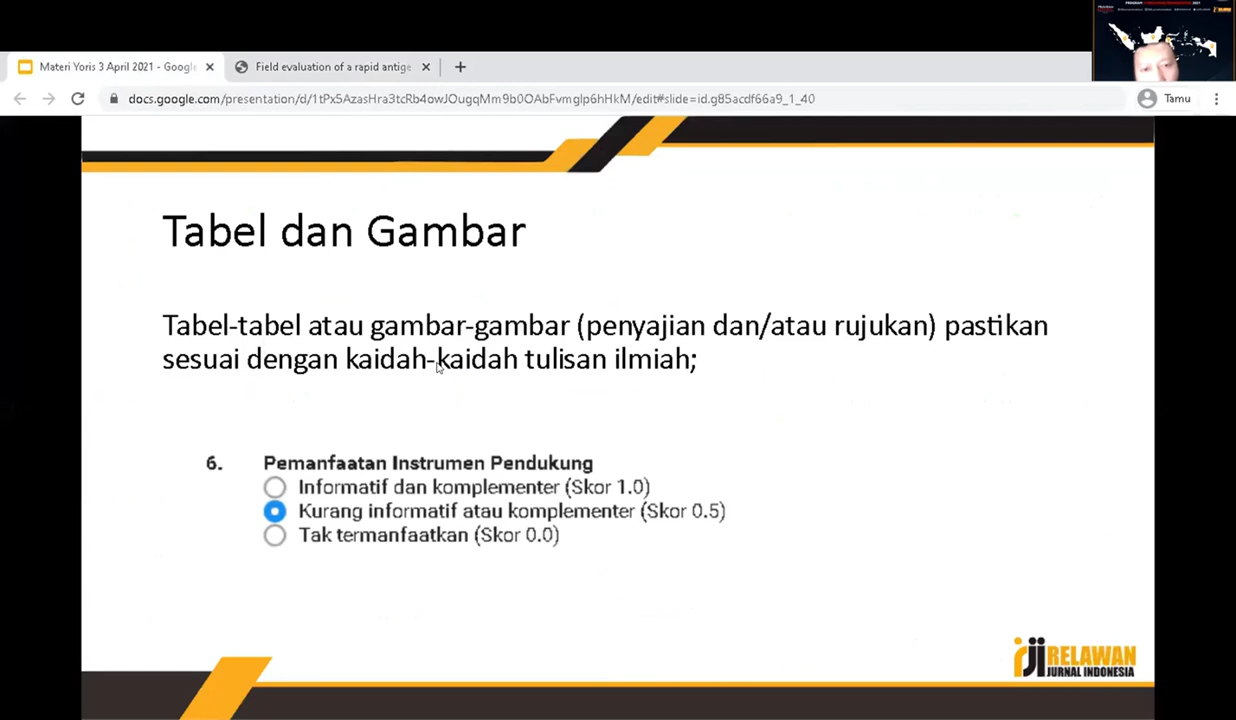 Materi Yoris 3 April 2021 - Google
Field evaluation of a rapid antige
docs.google.com/presentation/d/1tPx5AzasHra3tcRb4owJOugqMm9b0OAbFvmglp6hHkM/edit#slide=id.g85acdf66a9_1_40
Tamu
Tabel dan Gambar
Tabel-tabel atau gambar-gambar (penyajian dan/atau rujukan) pastikan
sesuai dengan kaidah-kaidah tulisan ilmiah;
6. Pemanfaatan Instrumen Pendukung
Informatif dan komplementer (Skor 1.0)
Kurang informatif atau komplementer (Skor 0.5)
Tak termanfaatkan (Skor 0.0)
RELAWAN
JURNAL INDONESIA